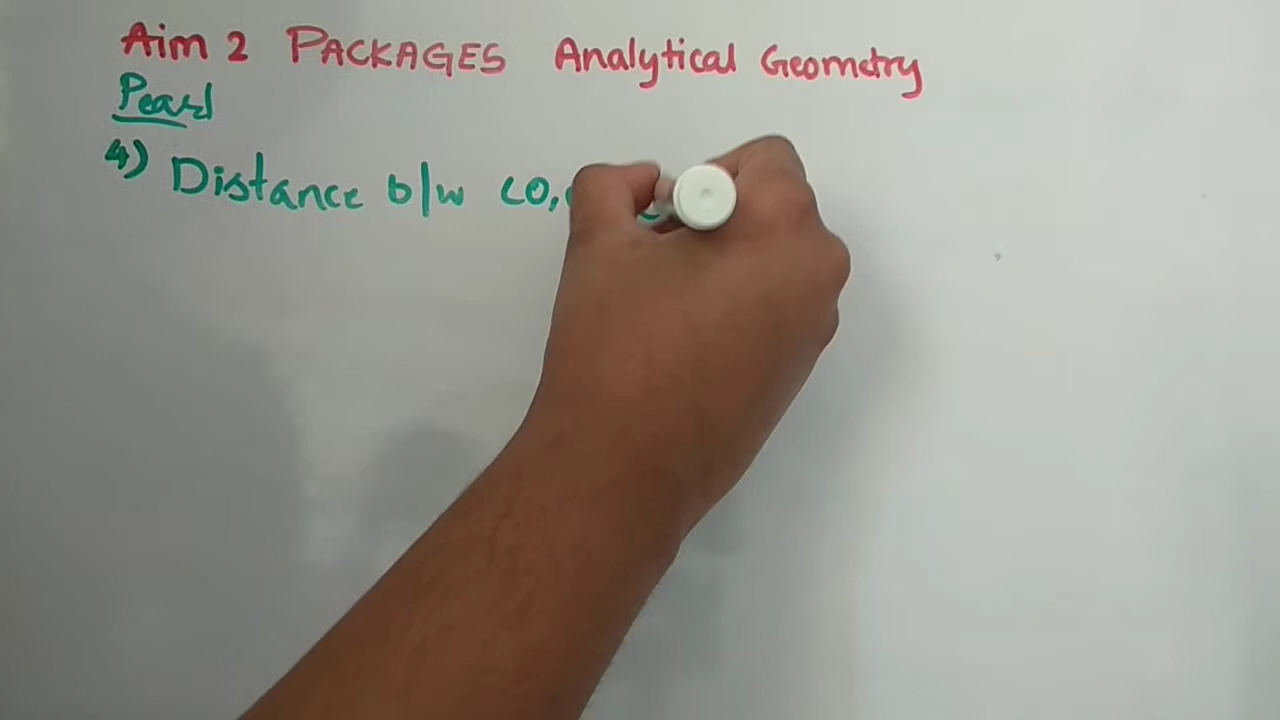 Aim 2 PACKAGES Analytical Geometry
Pearl
4) Distance b/w (0,